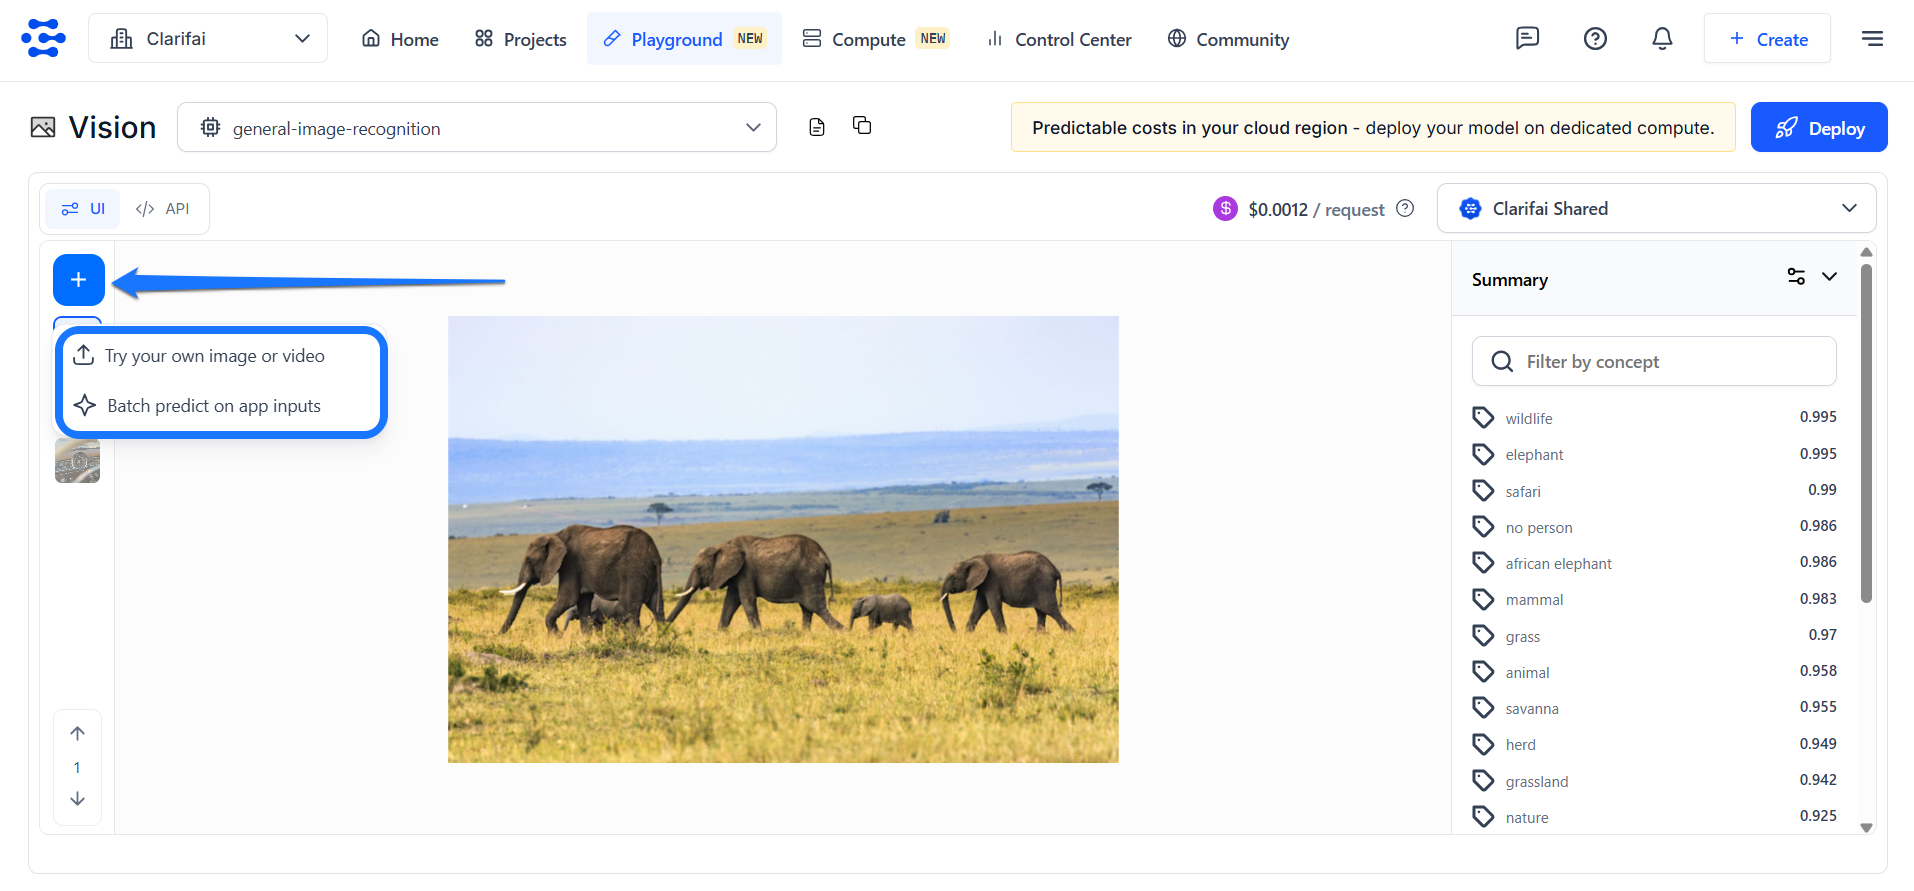 Clarifai
Home
Projects
Playground NEW
Compute NEW
Control Center
Community
+ Create
Vision
general-image-recognition
Predictable costs in your cloud region - deploy your model on dedicated compute.
Deploy
UI
</> API
$ $0.0012 / request ?
Clarifai Shared
+
Try your own image or video
Batch predict on app inputs
1
Summary
Filter by concept
wildlife 0.995
elephant 0.995
safari 0.99
no person 0.986
african elephant 0.986
mammal 0.983
grass 0.97
animal 0.958
savanna 0.955
herd 0.949
grassland 0.942
nature 0.925